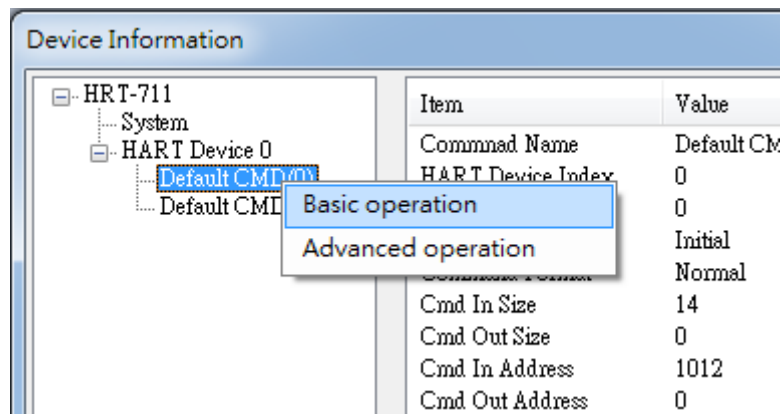 Device Information
HRT-711
System
HART Device 0
Default CMD(0)
Default CMD
Basic operation
Advanced operation
Item Value
Commnad Name Default CM
HART Device Index 0
0
Initial
Command Format Normal
Cmd In Size 14
Cmd Out Size 0
Cmd In Address 1012
Cmd Out Address 0